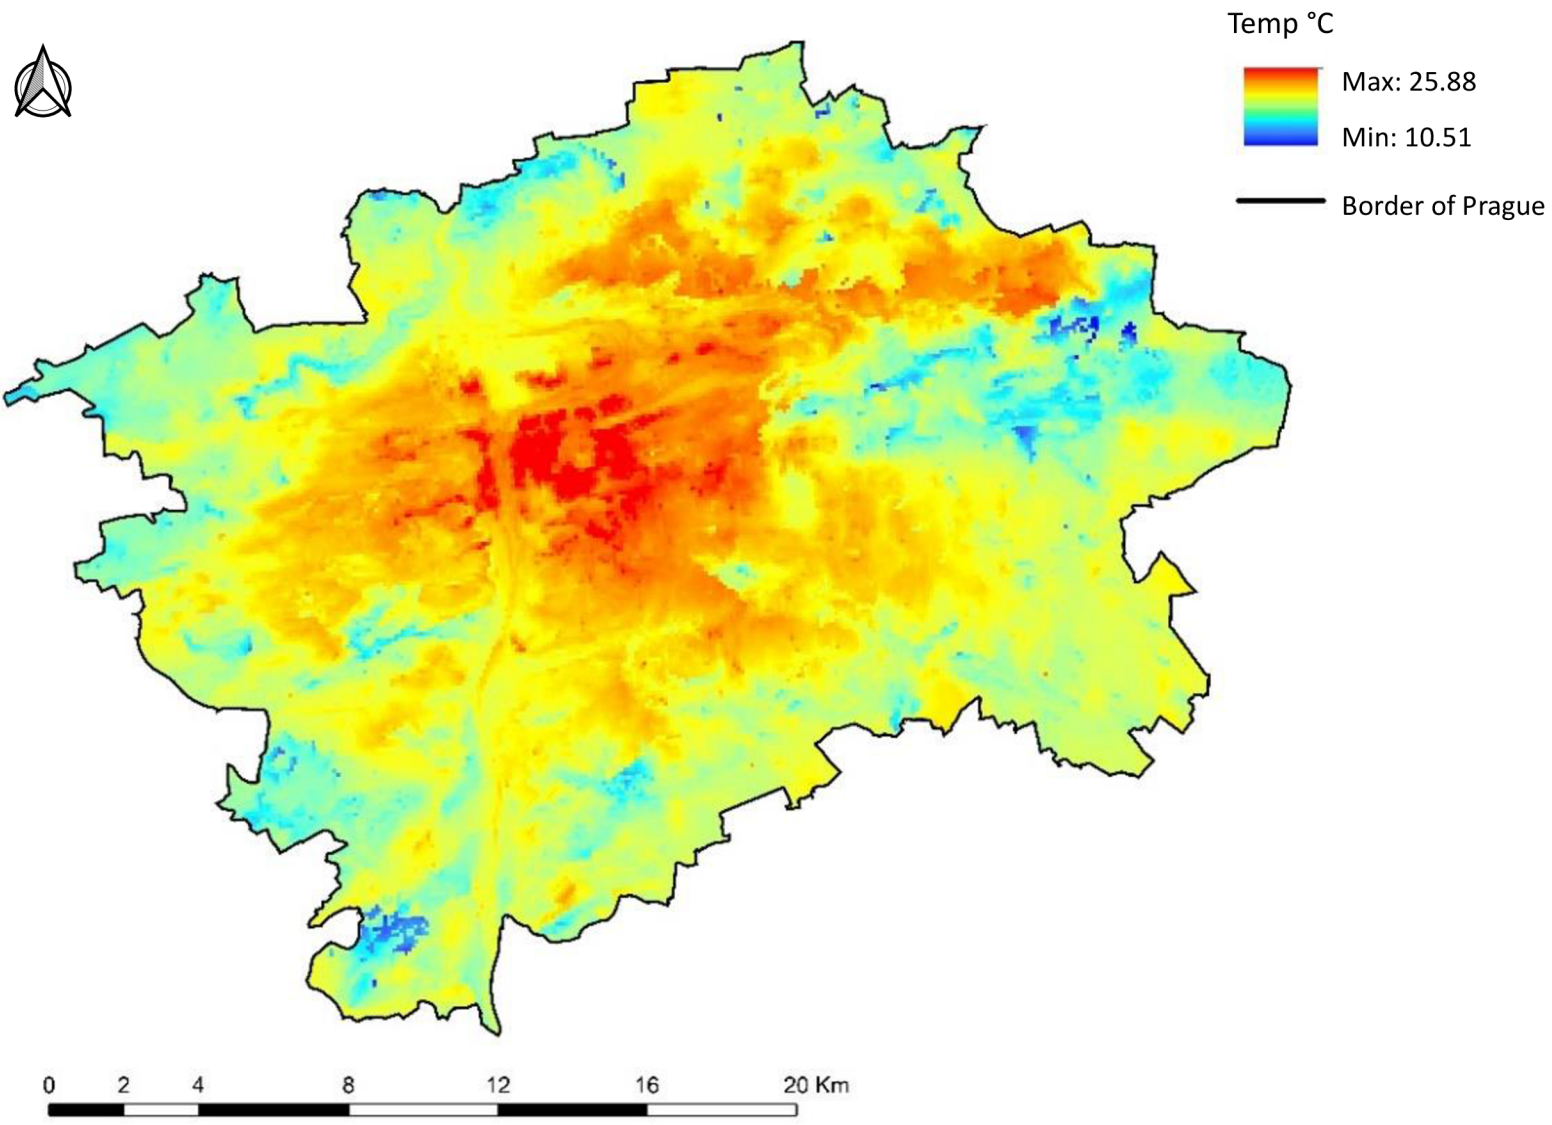 Temp °C
Max: 25.88
Min: 10.51
Border of Prague
0 2 4 8 12 16 20 Km